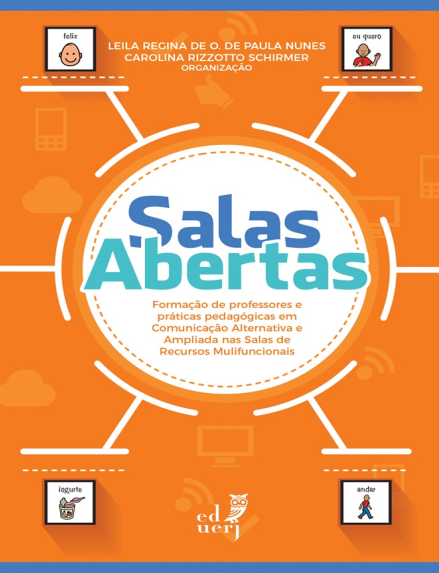 feliz
eu quero
LEILA REGINA DE O. DE PAULA NUNES
CAROLINA RIZZOTTO SCHIRMER
ORGANIZAÇÃO
Salas
Abertas
Formação de professores e
práticas pedagógicas em
Comunicação Alternativa e
Ampliada nas Salas de
Recursos Mulifuncionais
iogurte
andar
ed
uerj